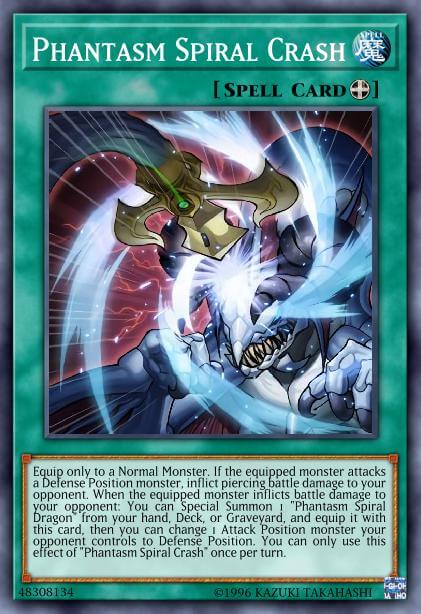 Phantasm Spiral Crash
SPELL
魔
[Spell Card]
Equip only to a Normal Monster. If the equipped monster attacks
a Defense Position monster, inflict piercing battle damage to your
opponent. When the equipped monster inflicts battle damage to
your opponent: You can Special Summon 1 "Phantasm Spiral
Dragon" from your hand, Deck, or Graveyard, and equip it with
this card, then you can change 1 Attack Position monster your
opponent controls to Defense Position. You can only use this
effect of "Phantasm Spiral Crash" once per turn.
48308134
©1996 KAZUKI TAKAHASHI